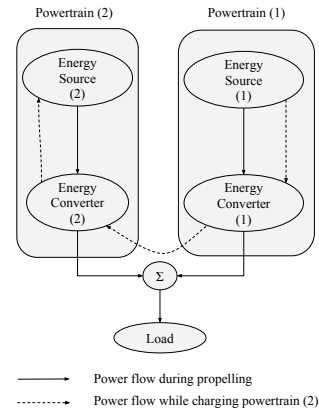 Powertrain (2)
Powertrain (1)
Energy
Source
(2)
Energy
Source
(1)
Energy
Converter
(2)
Energy
Converter
(1)
Σ
Load
Power flow during propelling
Power flow while charging powertrain (2)